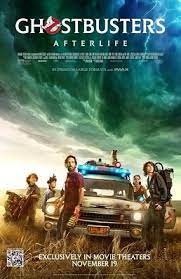 GHOSTBUSTERS
AFTERLIFE
EXCLUSIVELY IN MOVIE THEATERS
NOVEMBER 19